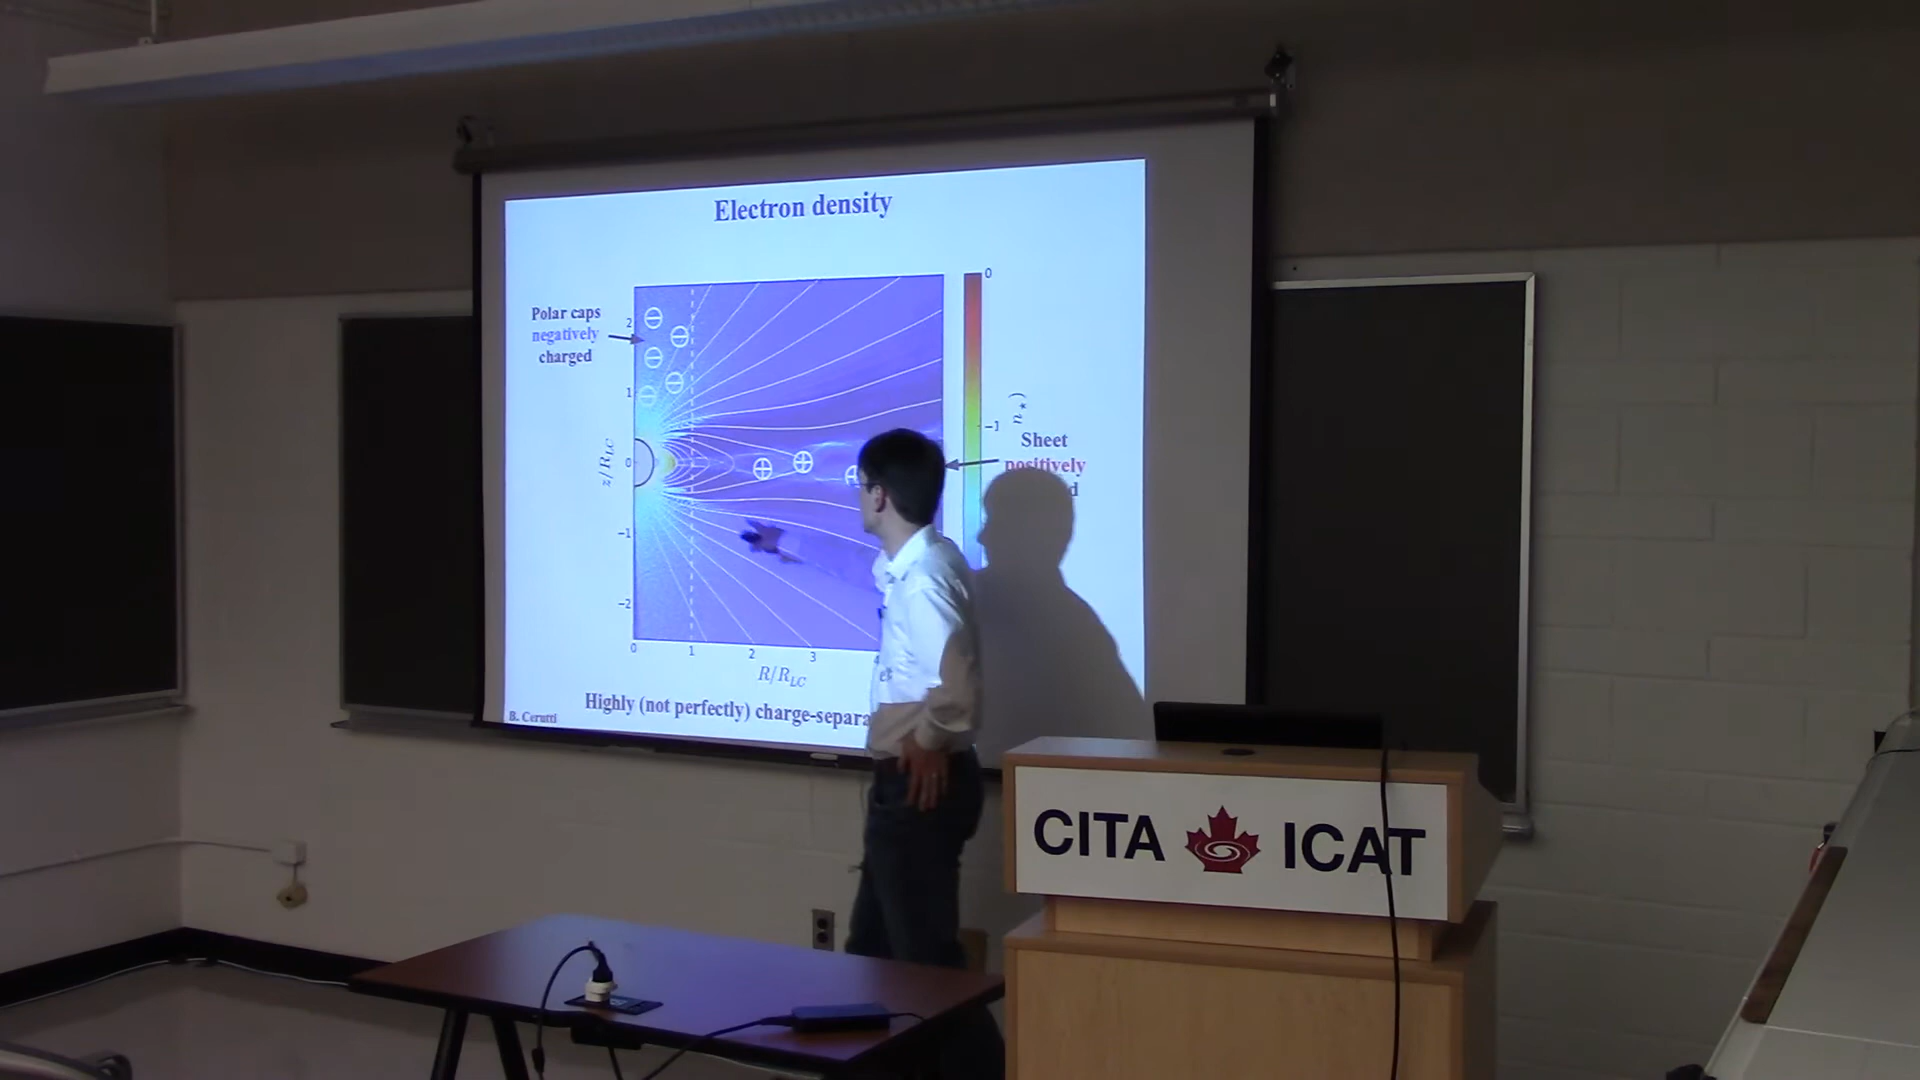 Electron density
Polar caps
negatively
charged
2
1
0
−1
−2
z/R_LC
0
1
2
3
4
R/R_LC
0
−1
n⋆)
Sheet
positively
Highly (not perfectly) charge-separa
B. Cerutti
CITA ICAT